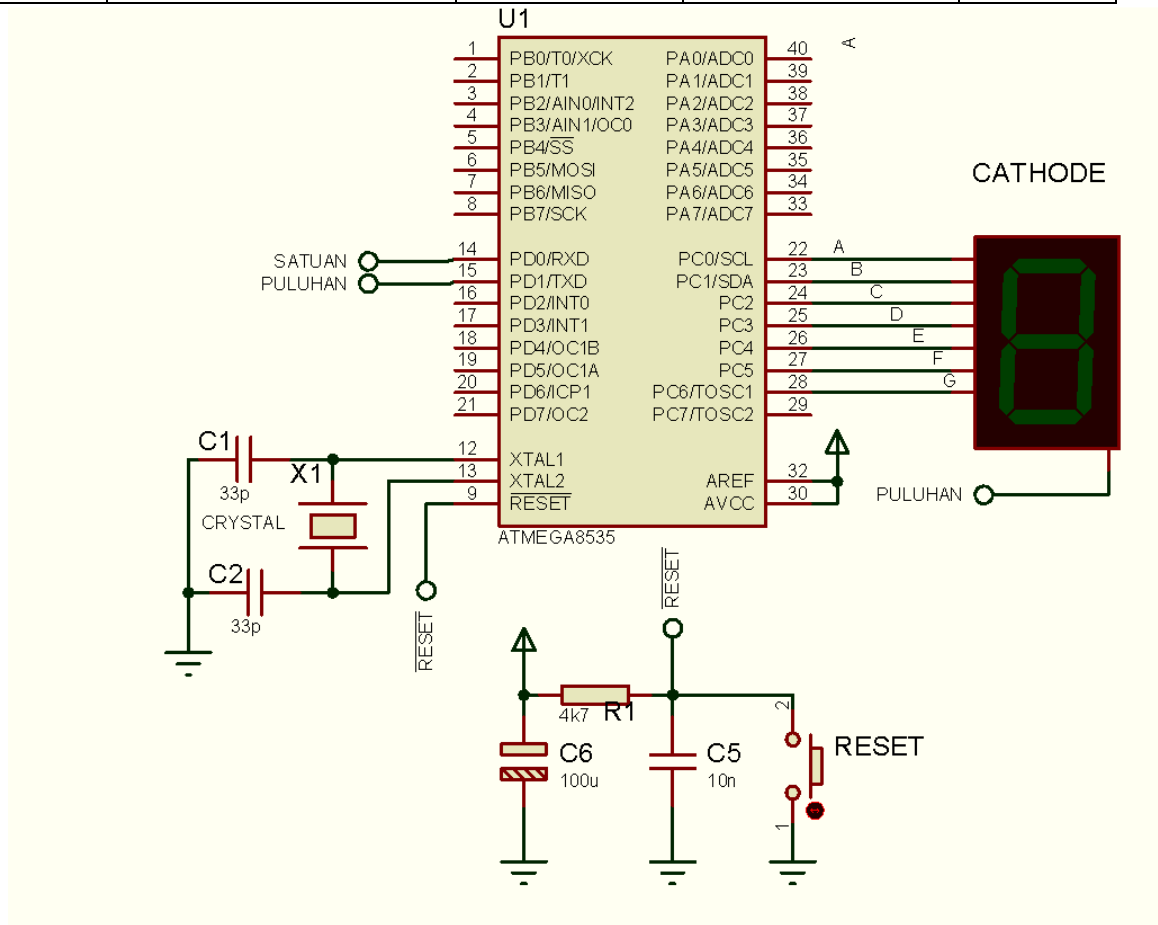 U1
1 PB0/T0/XCK PA0/ADC0 40 A
2 PB1/T1 PA1/ADC1 39
3 PB2/AIN0/INT2 PA2/ADC2 38
4 PB3/AIN1/OC0 PA3/ADC3 37
5 PB4/SS PA4/ADC4 36
6 PB5/MOSI PA5/ADC5 35
7 PB6/MISO PA6/ADC6 34
8 PB7/SCK PA7/ADC7 33
CATHODE
SATUAN 14 PD0/RXD PC0/SCL 22 A
PULUHAN 15 PD1/TXD PC1/SDA 23 B
16 PD2/INT0 PC2 24 C
17 PD3/INT1 PC3 25 D
18 PD4/OC1B PC4 26 E
19 PD5/OC1A PC5 27 F
20 PD6/ICP1 PC6/TOSC1 28 G
21 PD7/OC2 PC7/TOSC2 29
12 XTAL1
13 XTAL2 AREF 32
9 RESET AVCC 30
ATMEGA8535
PULUHAN
C1
33p
X1
CRYSTAL
C2
33p
RESET
RESET
4k7 R1
C6
100u
C5
10n
2
RESET
1